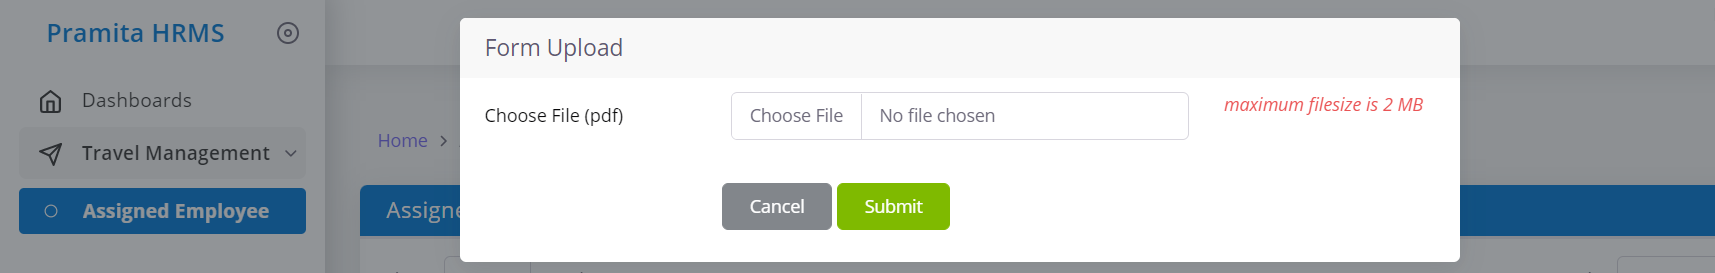 Pramita HRMS
Dashboards
Travel Management
Assigned Employee
Home >
Form Upload
Choose File (pdf)
Choose File No file chosen
maximum filesize is 2 MB
Cancel Submit